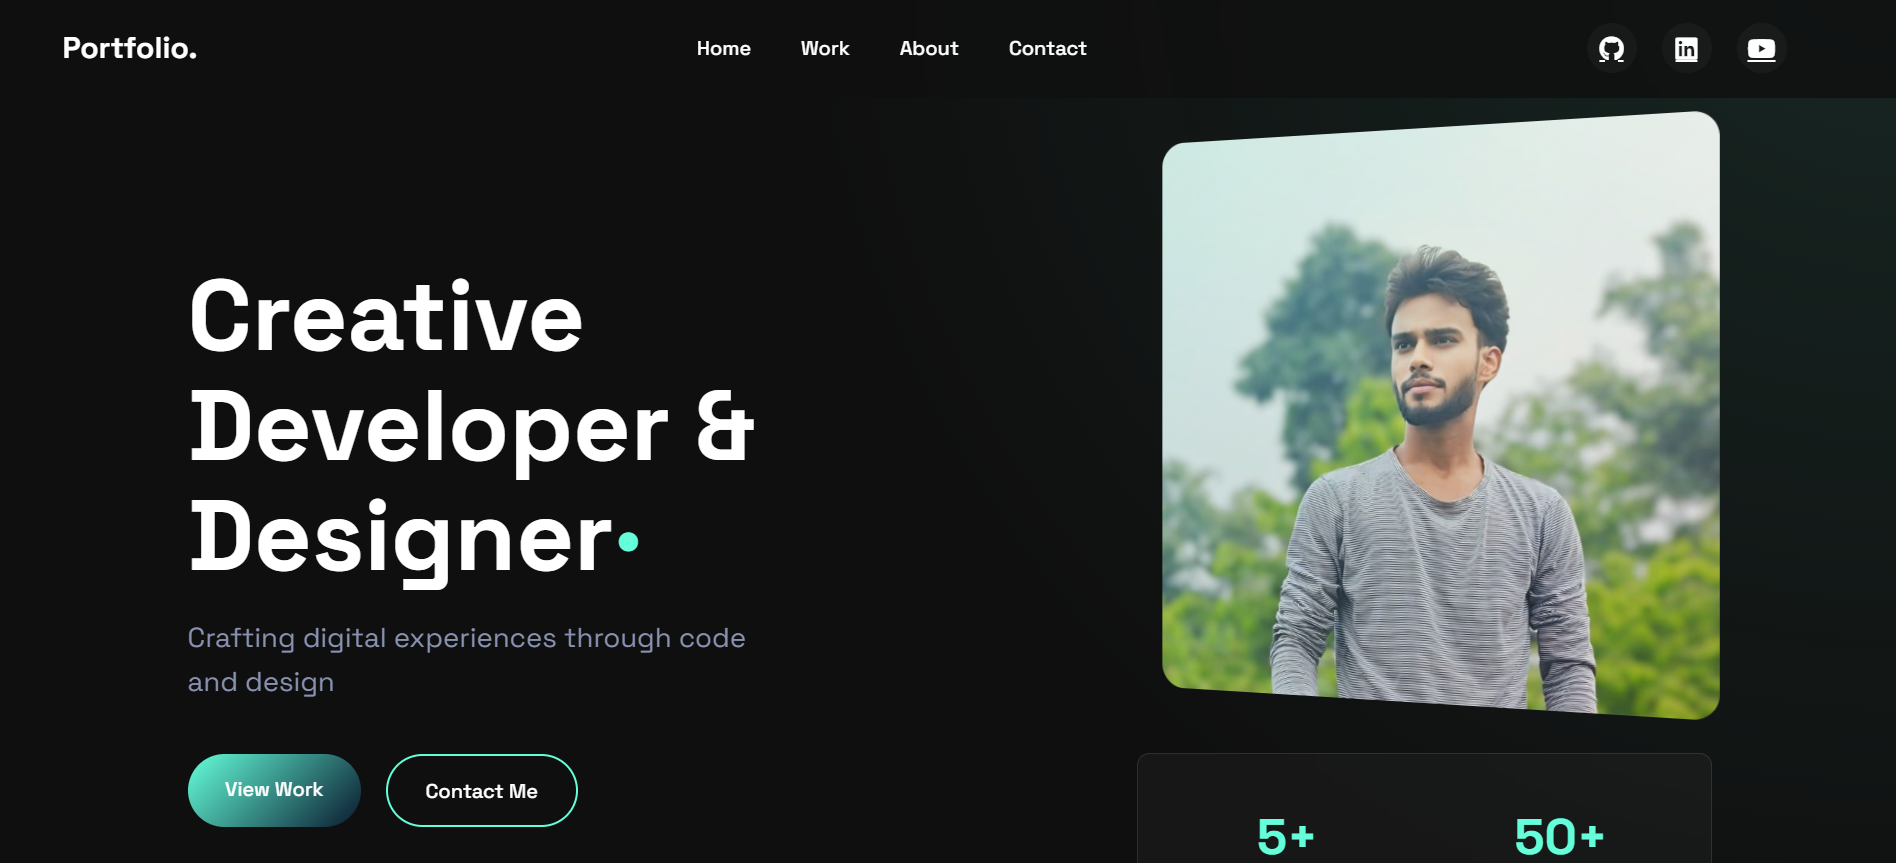 Portfolio.
Home Work About Contact
in
Creative
Developer &
Designer
Crafting digital experiences through code
and design
View Work
Contact Me
5+
50+